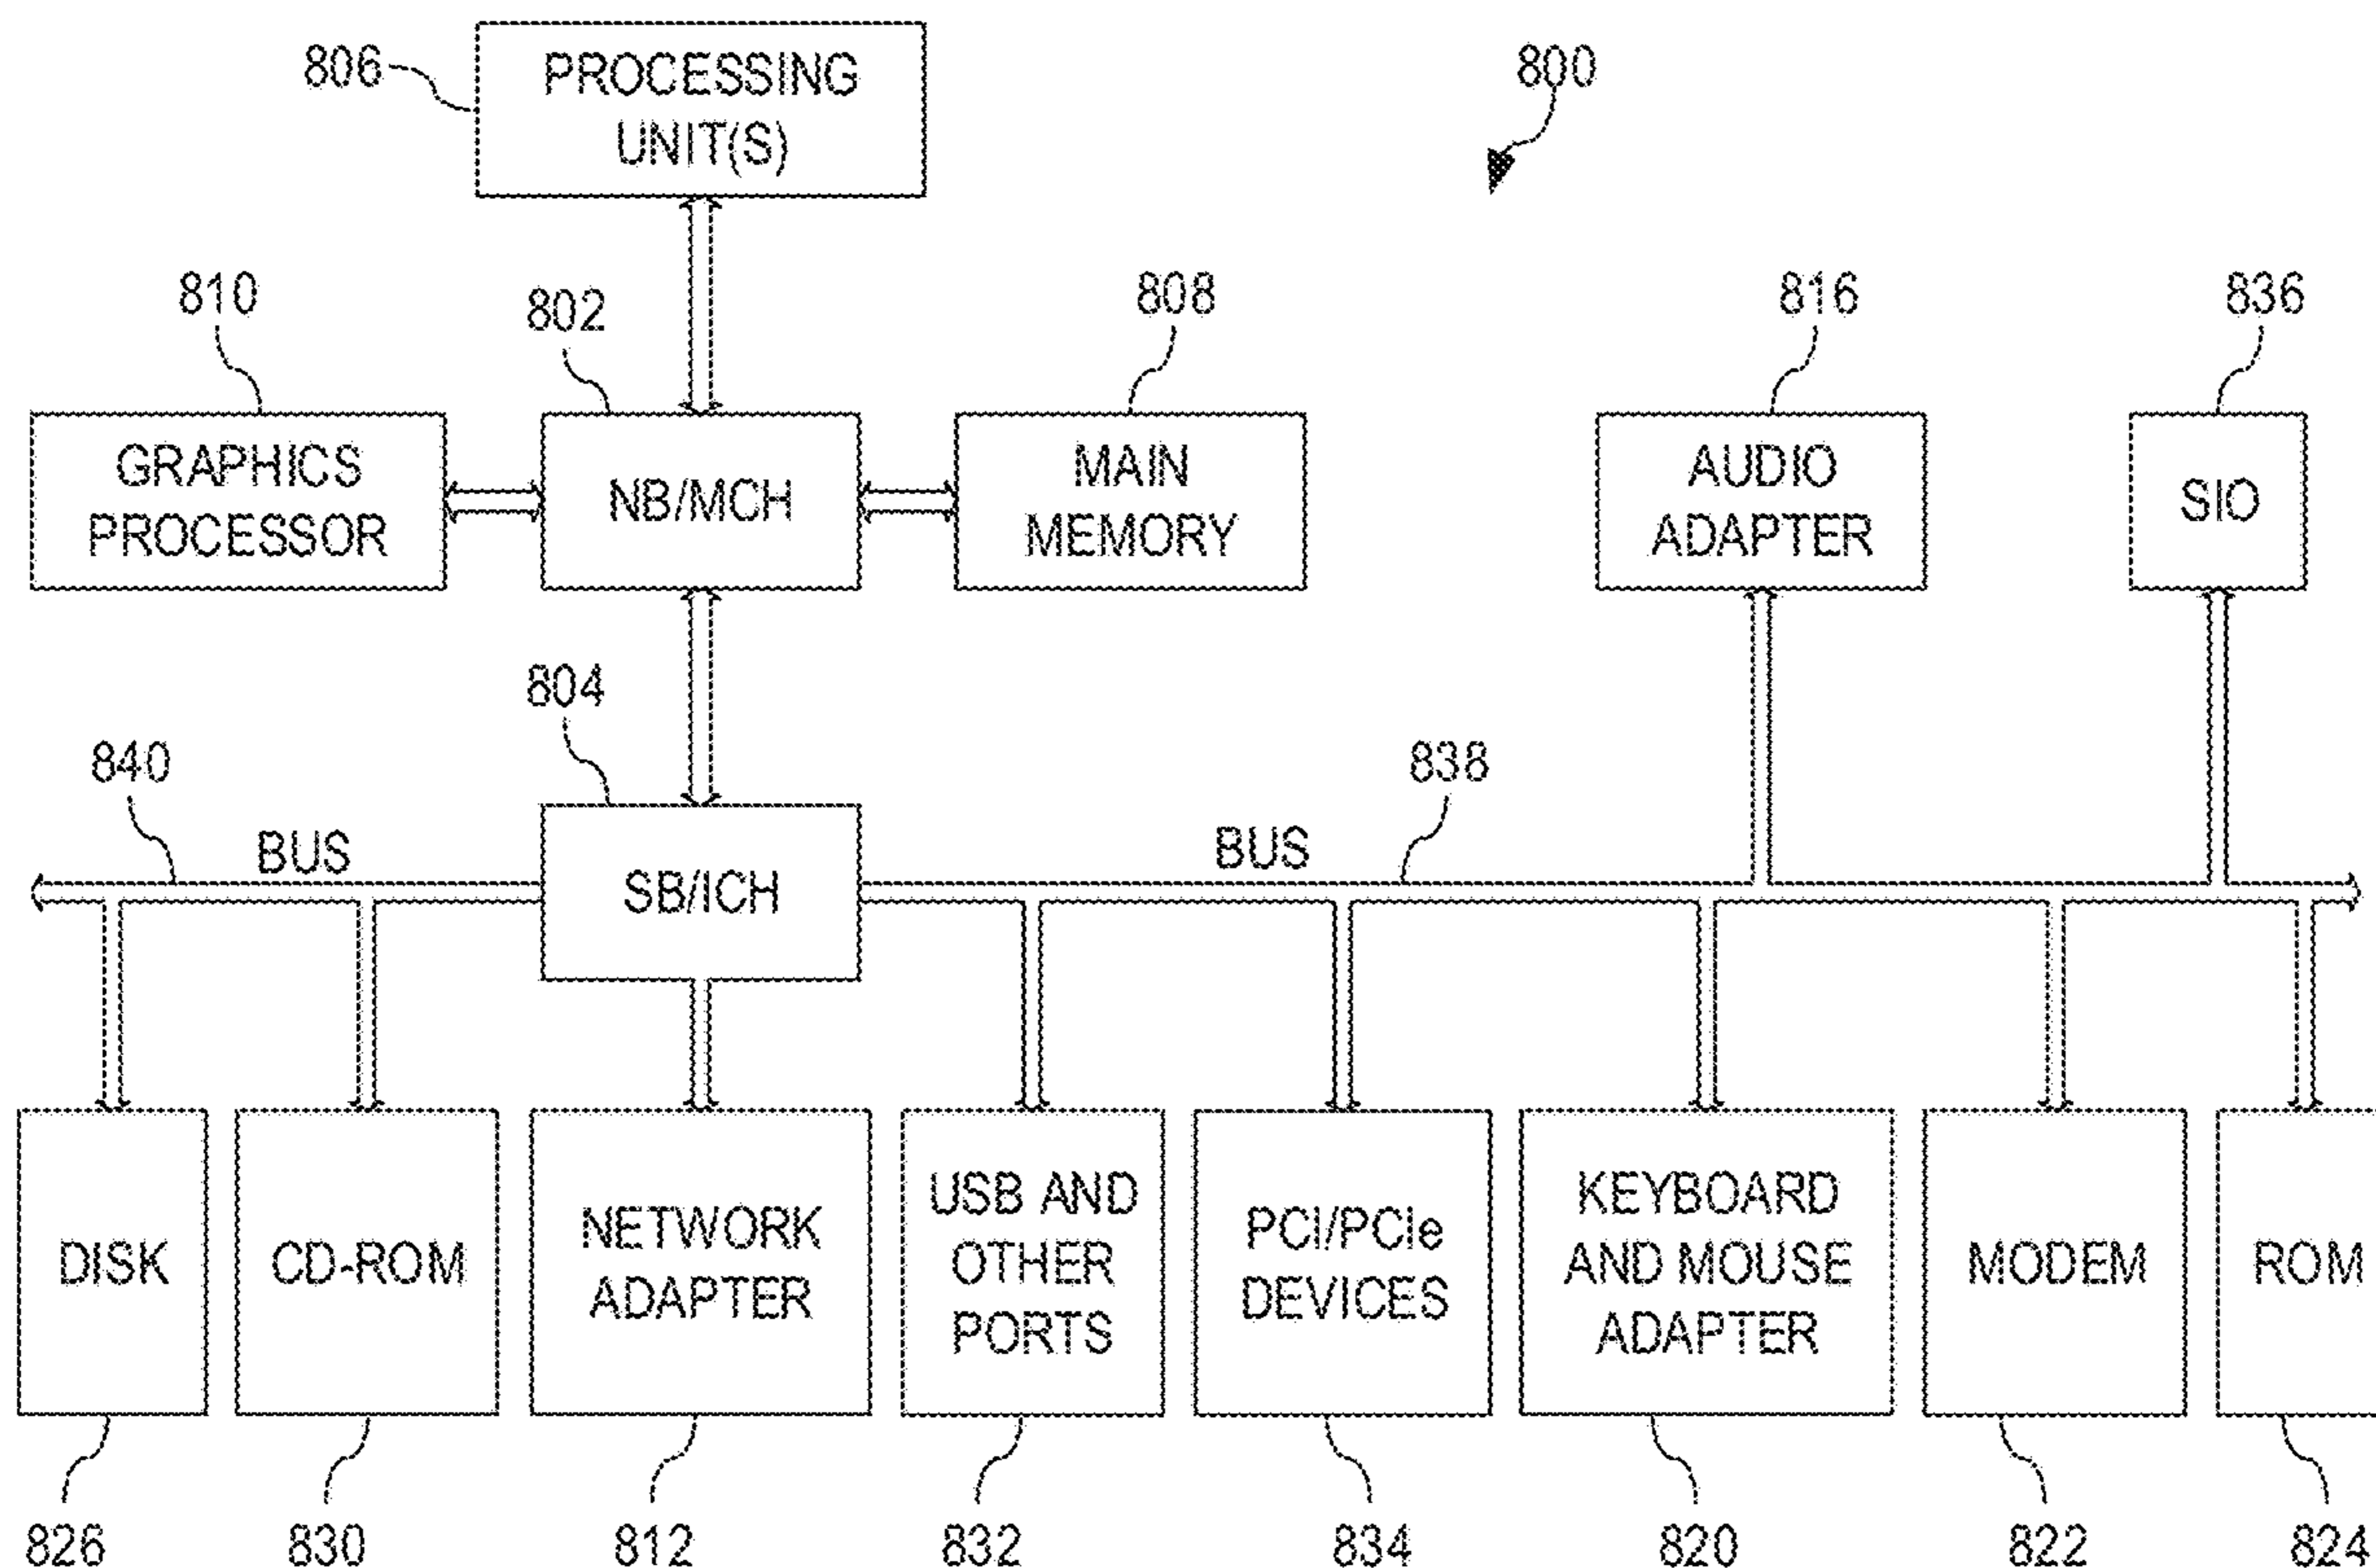 806
PROCESSING
UNIT(S)
800
810
802
808
816
836
GRAPHICS
PROCESSOR
NB/MCH
MAIN
MEMORY
AUDIO
ADAPTER
SIO
804
840
838
BUS
BUS
SB/ICH
DISK
CD-ROM
NETWORK
ADAPTER
USB AND
OTHER
PORTS
PCI/PCIe
DEVICES
KEYBOARD
AND MOUSE
ADAPTER
MODEM
ROM
826
830
812
832
834
820
822
824